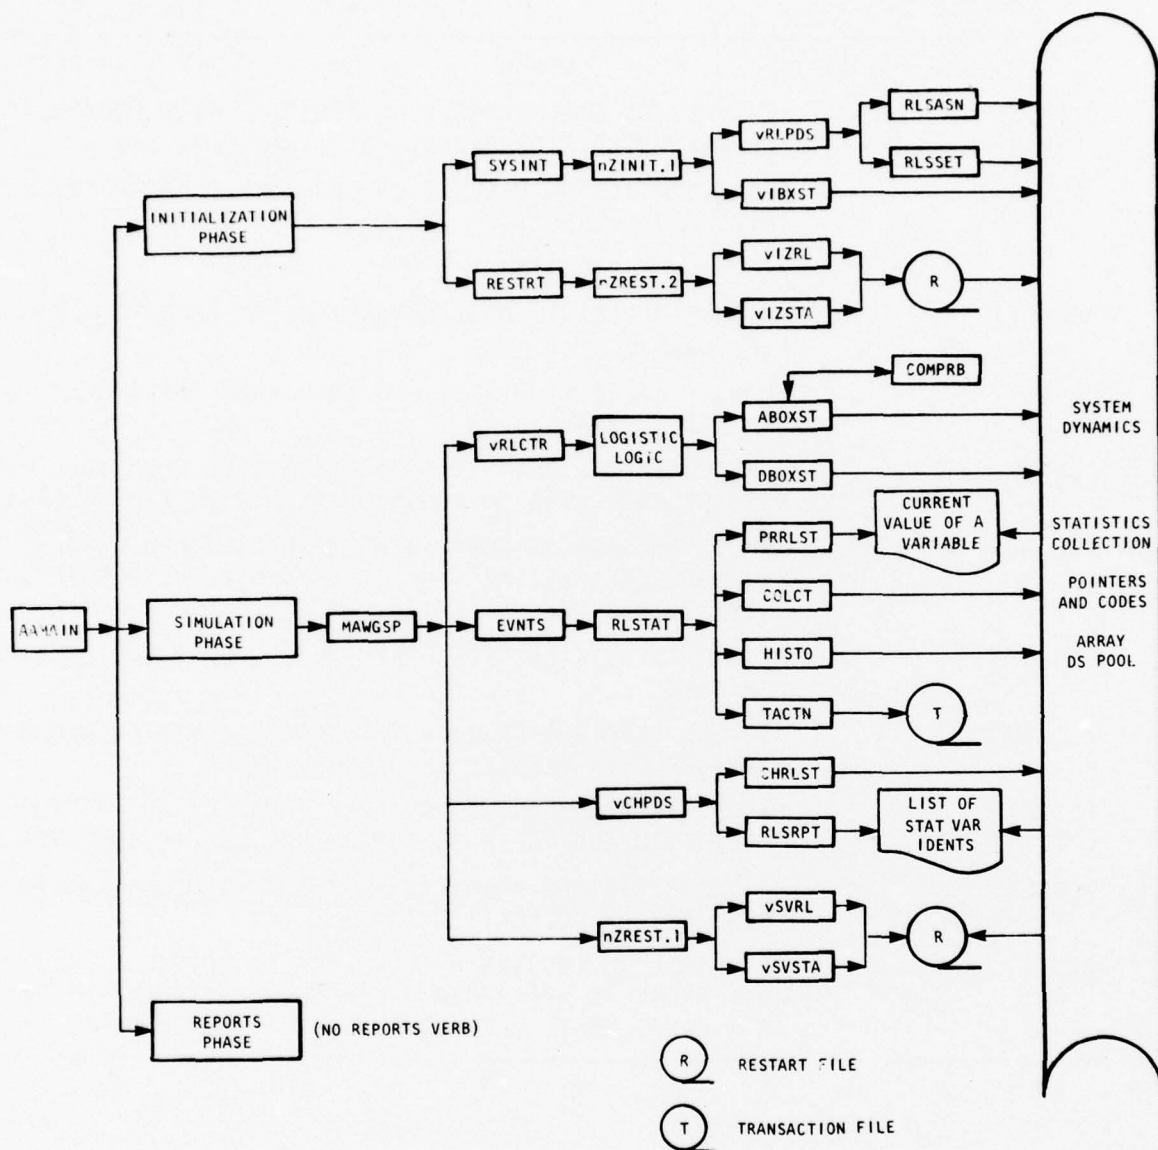 RLSASN
vRLPDS
SYSINT
nZINIT.1
RLSSET
vIBXST
INITIALIZATION
PHASE
vIZRL
RESTRT
nZREST.2
R
vIZSTA
COMPRB
ABOXST
SYSTEM
DYNAMICS
vRLCTR
LOGISTIC
LOGIC
DBOXST
CURRENT
VALUE OF A
VARIABLE
PRRLST
STATISTICS
COLLECTION
COLCT
POINTERS
AND CODES
AAMAIN
SIMULATION
PHASE
MAWGSP
EVNTS
RLSTAT
HISTO
ARRAY
DS POOL
TACTN
T
CHRLST
vCHPDS
LIST OF
STAT VAR
IDENTS
RLSRPT
vSVRL
nZREST.1
R
vSVSTA
REPORTS
PHASE
(NO REPORTS VERB)
R
RESTART FILE
T
TRANSACTION FILE